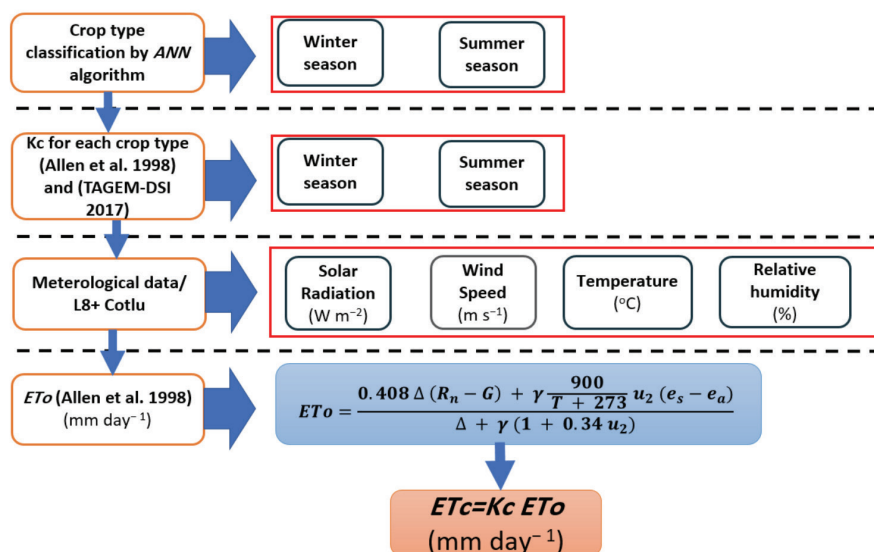 Crop type
classification by ANN
algorithm
Winter
season
Summer
season
Kc for each crop type
(Allen et al. 1998)
and (TAGEM-DSI
2017)
Winter
season
Summer
season
Meterological data/
L8+ Cotlu
Solar
Radiation
(W m⁻²)
Wind
Speed
(m s⁻¹)
Temperature
(°C)
Relative
humidity
(%)
ETo (Allen et al. 1998)
(mm day⁻¹)
ETo = (0.408 Δ (Rₙ − G) + γ 900/(T + 273) u₂ (eₛ − eₐ)) / (Δ + γ (1 + 0.34 u₂))
ETc=Kc ETo
(mm day⁻¹)